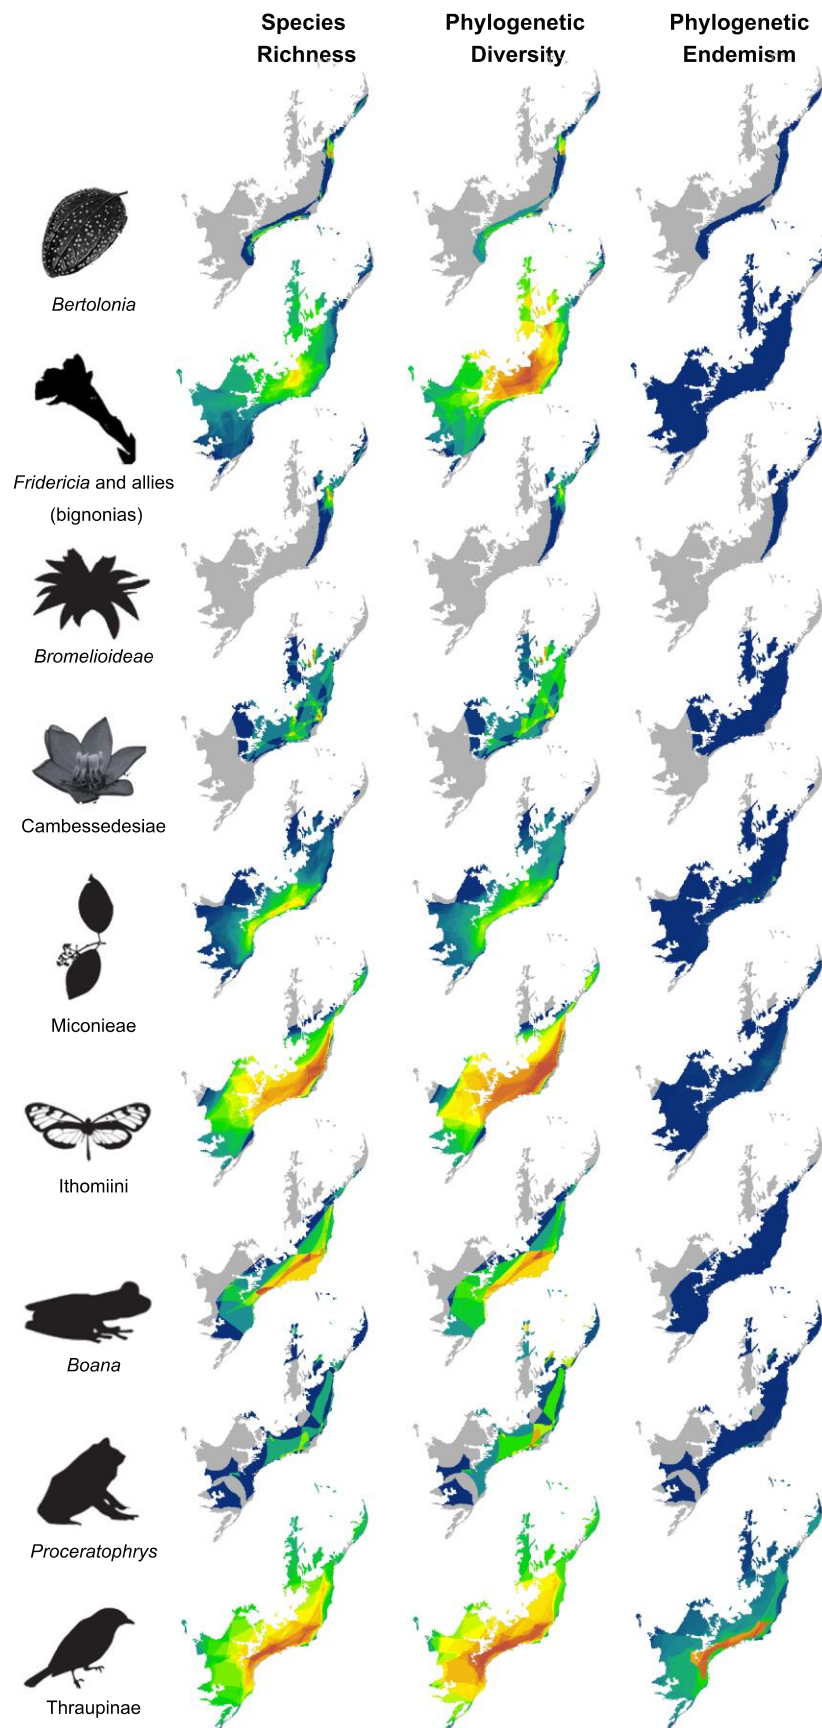 Species Richness
Phylogenetic Diversity
Phylogenetic Endemism
Bertolonia
Fridericia and allies
(bignonias)
Bromelioideae
Cambessedesiae
Miconieae
Ithomiini
Boana
Proceratophrys
Thraupinae